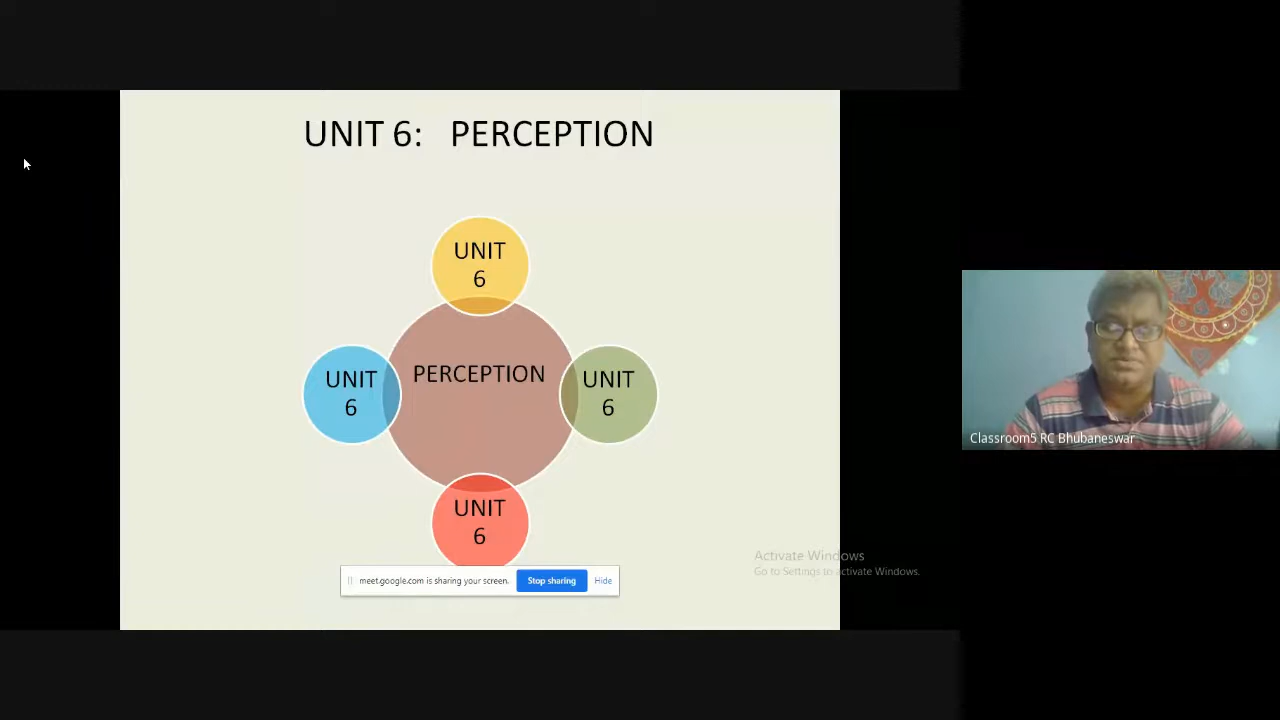 UNIT 6: PERCEPTION
UNIT
6
UNIT
6
PERCEPTION
UNIT
6
UNIT
6
meet.google.com is sharing your screen.
Stop sharing
Hide
Activate Windows
Go to Settings to activate Windows.
Classroom5 RC Bhubaneswar